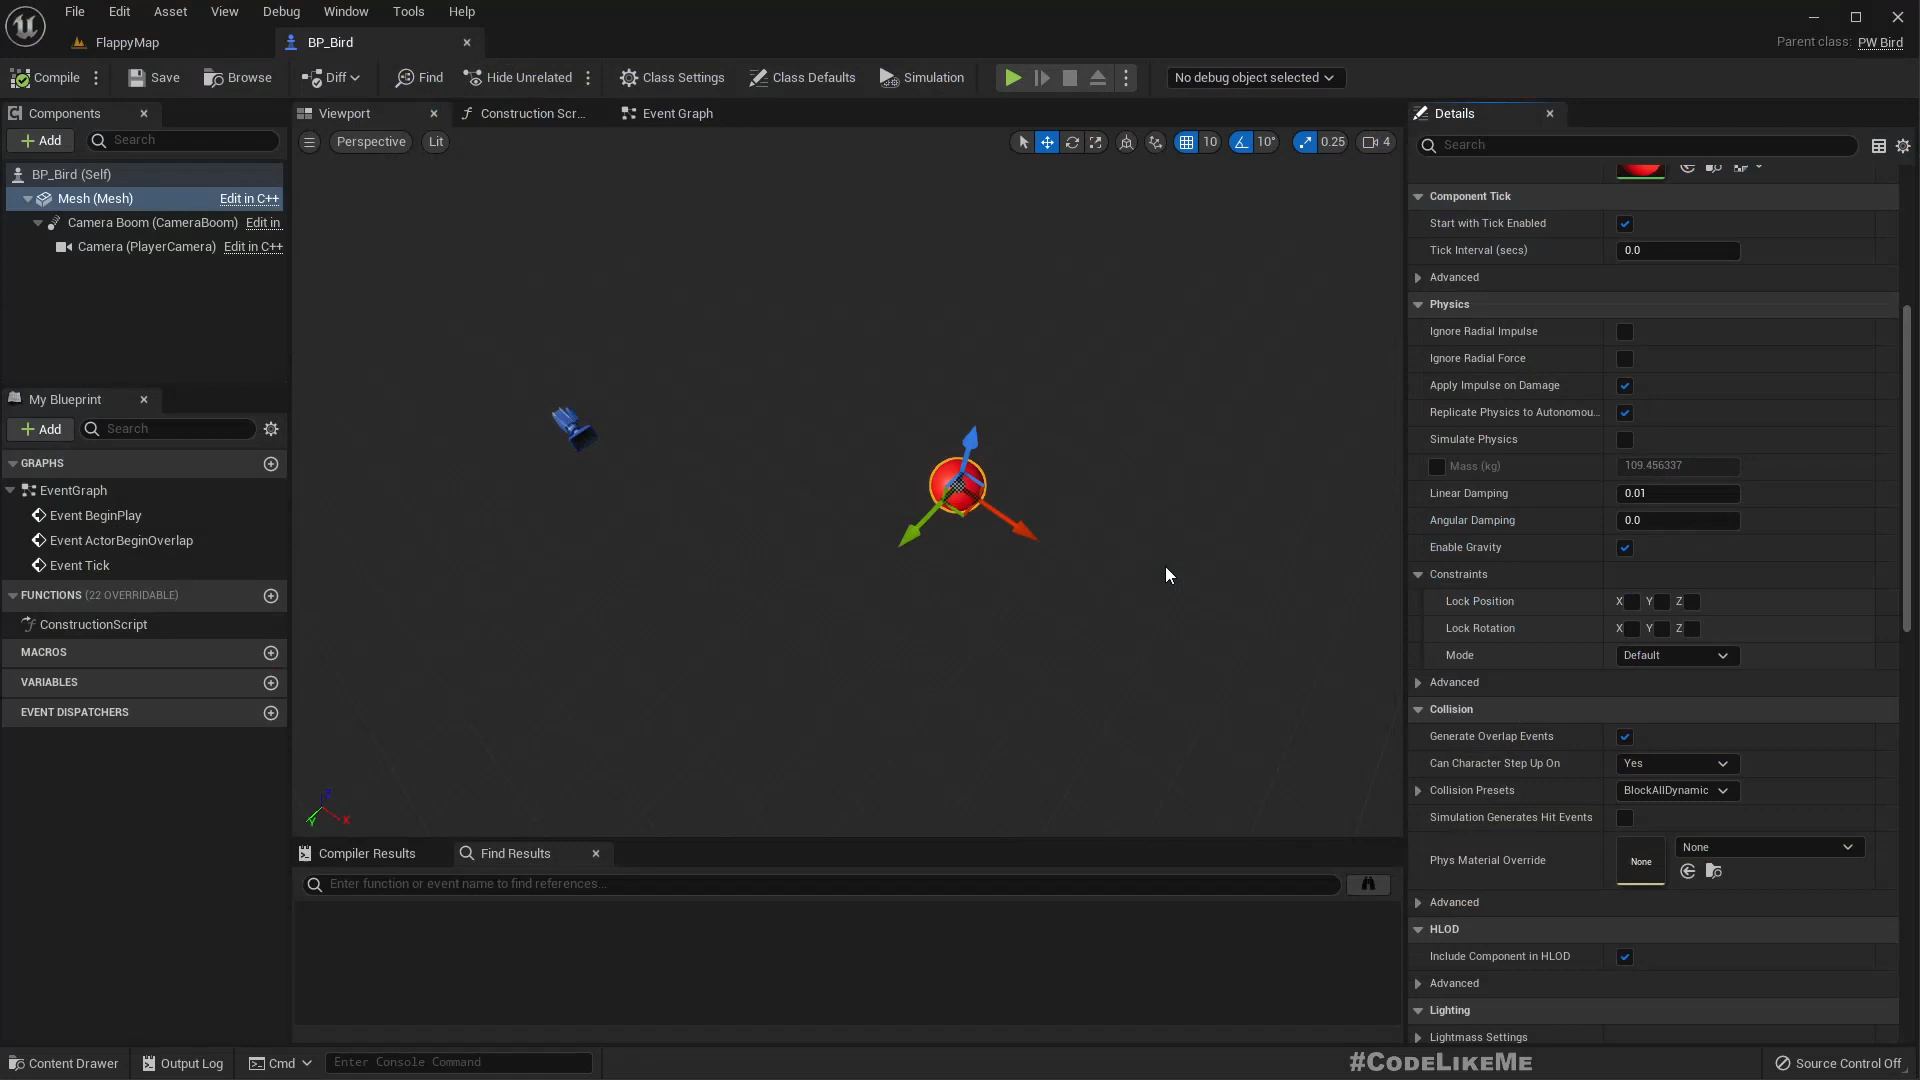 File Edit Asset View Debug Window Tools Help
FlappyMap
BP_Bird
Parent class: PW Bird
Compile
Save
Browse
Diff
Find
Hide Unrelated
Class Settings
Class Defaults
Simulation
No debug object selected
Components
Add
Search
BP_Bird (Self)
Mesh (Mesh) Edit in C++
Camera Boom (CameraBoom) Edit in
Camera (PlayerCamera) Edit in C++
My Blueprint
Add
Search
GRAPHS
EventGraph
Event BeginPlay
Event ActorBeginOverlap
Event Tick
FUNCTIONS (22 OVERRIDABLE)
ConstructionScript
MACROS
VARIABLES
EVENT DISPATCHERS
Viewport
Construction Scr...
Event Graph
Perspective
Lit
10
10°
0.25
4
Z
Y
X
Compiler Results
Find Results
Enter function or event name to find references...
Details
Search
Component Tick
Start with Tick Enabled
Tick Interval (secs) 0.0
Advanced
Physics
Ignore Radial Impulse
Ignore Radial Force
Apply Impulse on Damage
Replicate Physics to Autonomou...
Simulate Physics
Mass (kg) 109.456337
Linear Damping 0.01
Angular Damping 0.0
Enable Gravity
Constraints
Lock Position X Y Z
Lock Rotation X Y Z
Mode Default
Advanced
Collision
Generate Overlap Events
Can Character Step Up On Yes
Collision Presets BlockAllDynamic
Simulation Generates Hit Events
Phys Material Override None None
Advanced
HLOD
Include Component in HLOD
Advanced
Lighting
Lightmass Settings
Content Drawer
Output Log
Cmd
Enter Console Command
#CodeLikeMe
Source Control Off